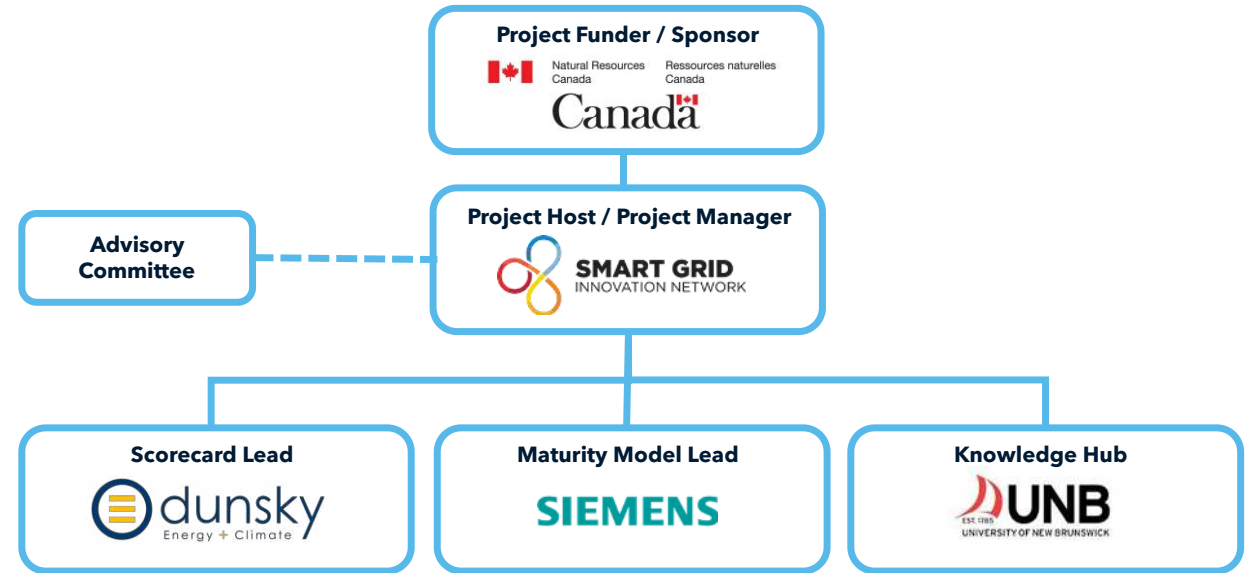 Project Funder / Sponsor
Natural Resources Canada
Ressources naturelles Canada
Canada
Project Host / Project Manager
SMART GRID
INNOVATION NETWORK
Advisory
Committee
Scorecard Lead
dunsky
Energy + Climate
Maturity Model Lead
SIEMENS
Knowledge Hub
EST. 1785
UNB
UNIVERSITY OF NEW BRUNSWICK